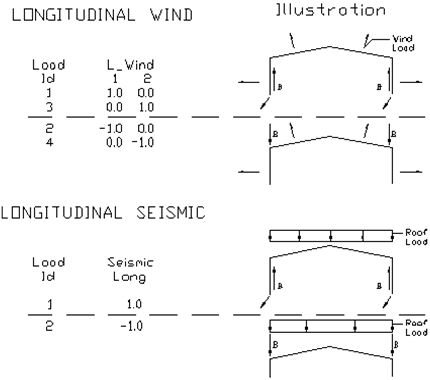 LONGITUDINAL WIND
Illustration
Wind
Load
Load L_Wind
Id 1 2
1 1.0 0.0
3 0.0 1.0
B B
2 -1.0 0.0
4 0.0 -1.0
B B
LONGITUDINAL SEISMIC
Roof
Load
Load Seismic
Id Long
B B
1 1.0
2 -1.0
Roof
Load
B B